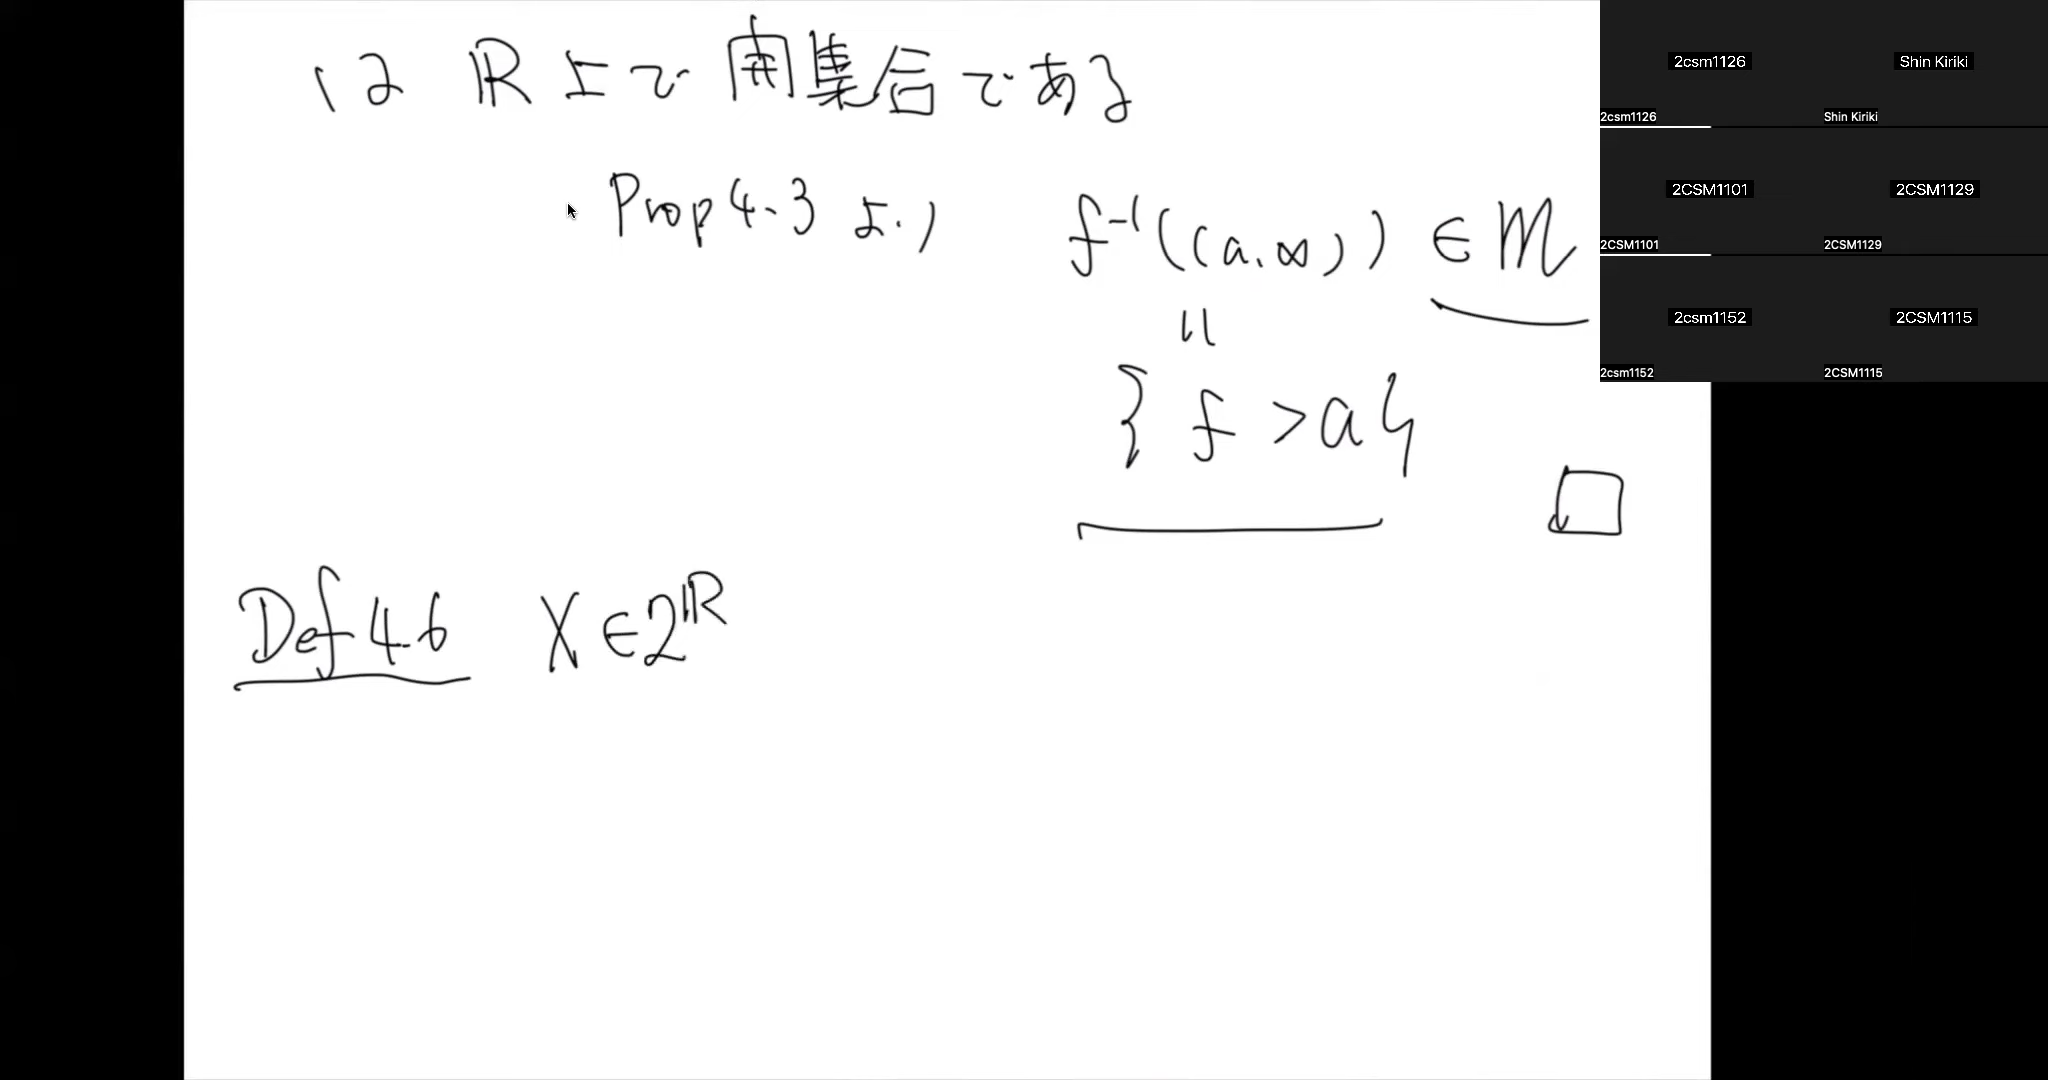 は ℝ上で開集合である
Prop 4.3 より f⁻¹((a, ∞)) ∈ 𝔐
||
{ f > a }
□
Def 4.6 X ∈ 2^ℝ
2csm1126 Shin Kiriki
2csm1126 Shin Kiriki
2CSM1101 2CSM1129
2CSM1101 2CSM1129
2csm1152 2CSM1115
2csm1152 2CSM1115